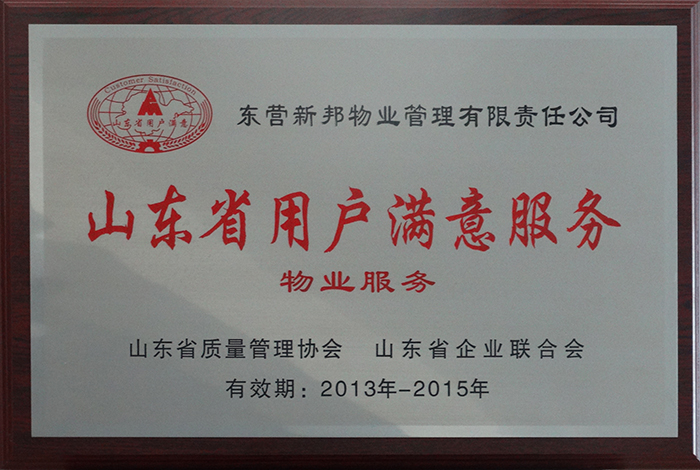 Customer Satisfaction
山东省用户满意
东营新邦物业管理有限责任公司
山东省用户满意服务
物业服务
山东省质量管理协会 山东省企业联合会
有效期：2013年-2015年